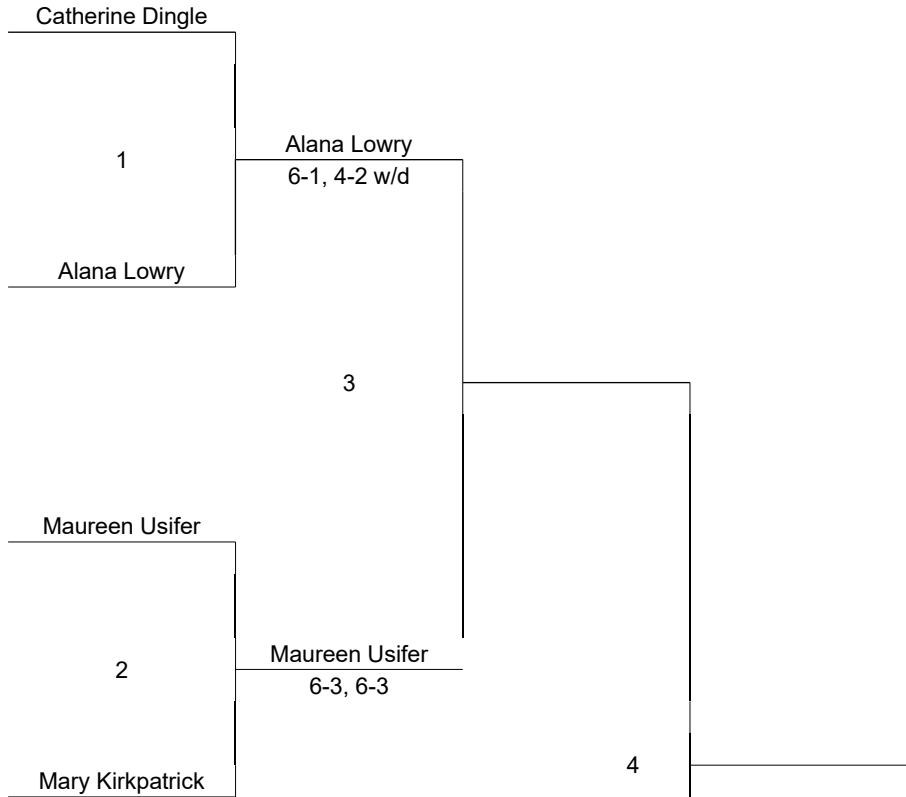 Catherine Dingle
1
Alana Lowry
6-1, 4-2 w/d
Alana Lowry
3
Maureen Usifer
2
Maureen Usifer
6-3, 6-3
4
Mary Kirkpatrick